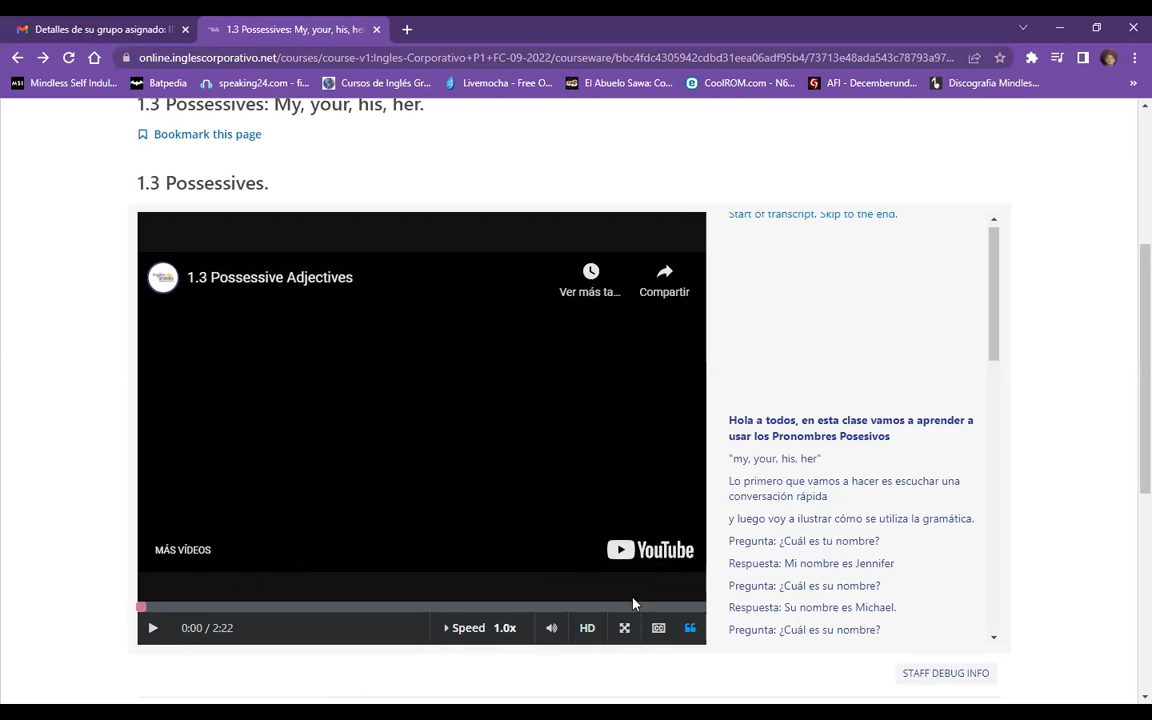 Detalles de su grupo asignado: I
1.3 Possessives: My, your, his, he
online.inglescorporativo.net/courses/course-v1:Ingles-Corporativo+P1+FC-09-2022/courseware/bbc4fdc4305942cdbd31eea06adf95b4/73713e48ada543c78793a97...
Mindless Self Indul...
Batpedia
speaking24.com - fi...
Cursos de Inglés Gr...
Livemocha - Free O...
El Abuelo Sawa: Co...
CoolROM.com - N6...
AFI - Decemberund...
Discografia Mindles...
1.3 Possessives: My, your, his, her.
Bookmark this page
1.3 Possessives.
1.3 Possessive Adjectives
Ver más ta...
Compartir
MÁS VÍDEOS
YouTube
0:00 / 2:22
Speed 1.0x
HD
CC
Start of transcript. Skip to the end.
Hola a todos, en esta clase vamos a aprender a
usar los Pronombres Posesivos
"my, your, his, her"
Lo primero que vamos a hacer es escuchar una
conversación rápida
y luego voy a ilustrar cómo se utiliza la gramática.
Pregunta: ¿Cuál es tu nombre?
Respuesta: Mi nombre es Jennifer
Pregunta: ¿Cuál es su nombre?
Respuesta: Su nombre es Michael.
Pregunta: ¿Cuál es su nombre?
STAFF DEBUG INFO